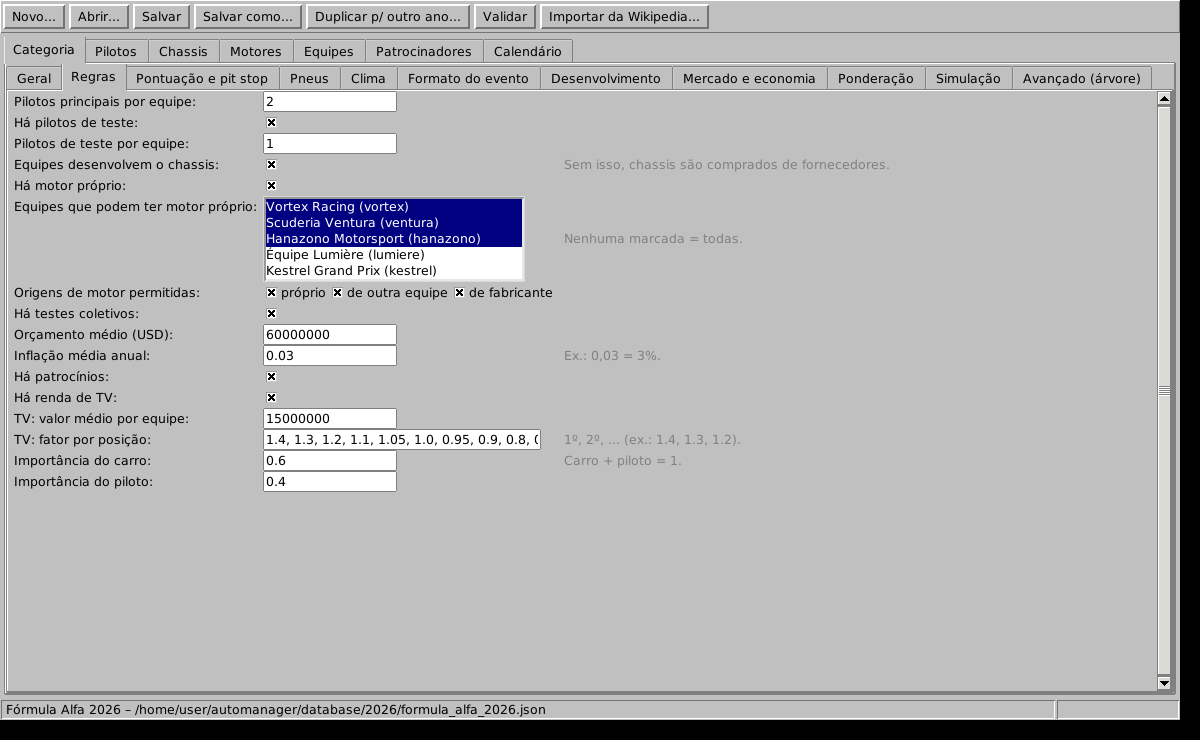 Novo... Abrir... Salvar Salvar como... Duplicar p/ outro ano... Validar Importar da Wikipedia...
Categoria Pilotos Chassis Motores Equipes Patrocinadores Calendário
Geral Regras Pontuação e pit stop Pneus Clima Formato do evento Desenvolvimento Mercado e economia Ponderação Simulação Avançado (árvore)
Pilotos principais por equipe: 2
Há pilotos de teste:
Pilotos de teste por equipe: 1
Equipes desenvolvem o chassis: Sem isso, chassis são comprados de fornecedores.
Há motor próprio:
Equipes que podem ter motor próprio: Vortex Racing (vortex)
Scuderia Ventura (ventura)
Hanazono Motorsport (hanazono) Nenhuma marcada = todas.
Équipe Lumière (lumiere)
Kestrel Grand Prix (kestrel)
Origens de motor permitidas: próprio de outra equipe de fabricante
Há testes coletivos:
Orçamento médio (USD): 60000000
Inflação média anual: 0.03 Ex.: 0,03 = 3%.
Há patrocínios:
Há renda de TV:
TV: valor médio por equipe: 15000000
TV: fator por posição: 1.4, 1.3, 1.2, 1.1, 1.05, 1.0, 0.95, 0.9, 0.8, 1º, 2º, ... (ex.: 1.4, 1.3, 1.2).
Importância do carro: 0.6 Carro + piloto = 1.
Importância do piloto: 0.4
Fórmula Alfa 2026 – /home/user/automanager/database/2026/formula_alfa_2026.json